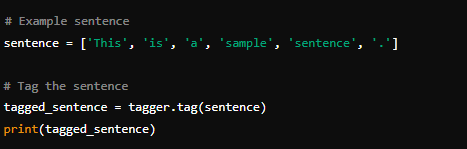 # Example sentence
sentence = ['This', 'is', 'a', 'sample', 'sentence', '.']
# Tag the sentence
tagged_sentence = tagger.tag(sentence)
print(tagged_sentence)